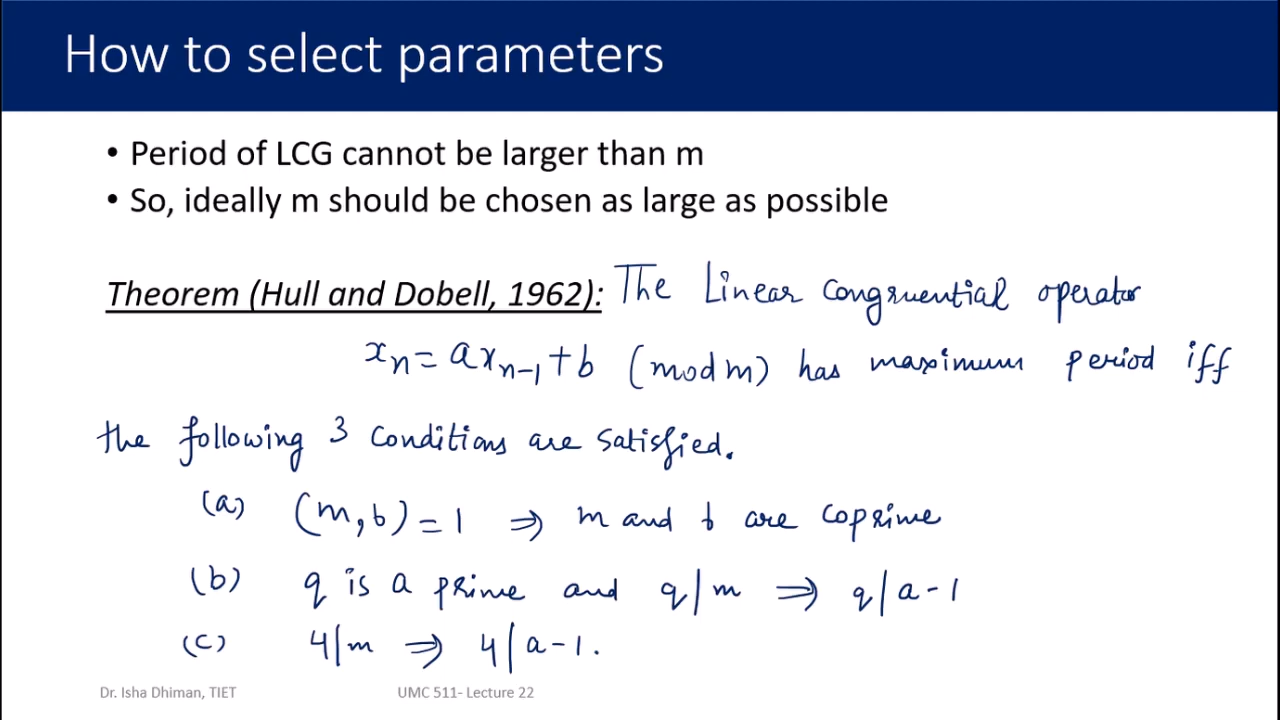 How to select parameters
• Period of LCG cannot be larger than m
• So, ideally m should be chosen as large as possible
Theorem (Hull and Dobell, 1962): The Linear Congruential operator
xₙ = axₙ₋₁ + b (mod m) has maximum period iff
the following 3 conditions are satisfied.
(a) (m, b) = 1 ⇒ m and b are coprime
(b) q is a prime and q|m ⇒ q|a-1
(c) 4|m ⇒ 4|a-1.
Dr. Isha Dhiman, TIET UMC 511- Lecture 22